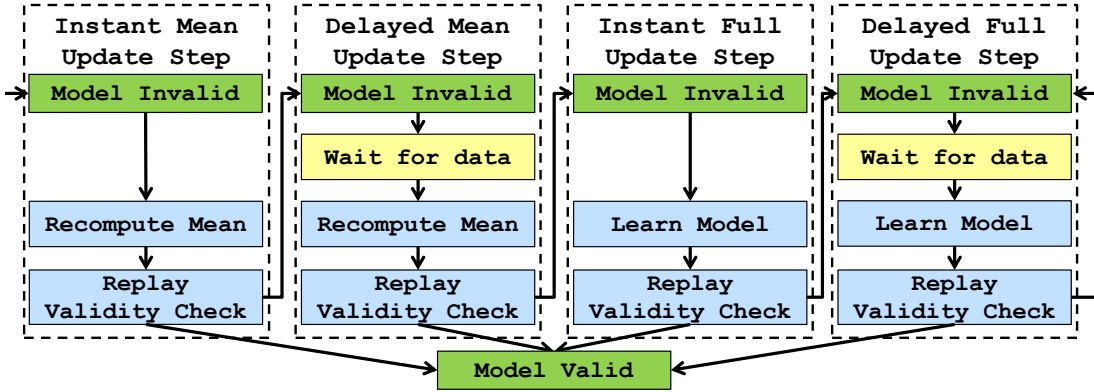 Instant Mean
Update Step
Model Invalid
Recompute Mean
Replay
Validity Check
Delayed Mean
Update Step
Model Invalid
Wait for data
Recompute Mean
Replay
Validity Check
Instant Full
Update Step
Model Invalid
Learn Model
Replay
Validity Check
Delayed Full
Update Step
Model Invalid
Wait for data
Learn Model
Replay
Validity Check
Model Valid